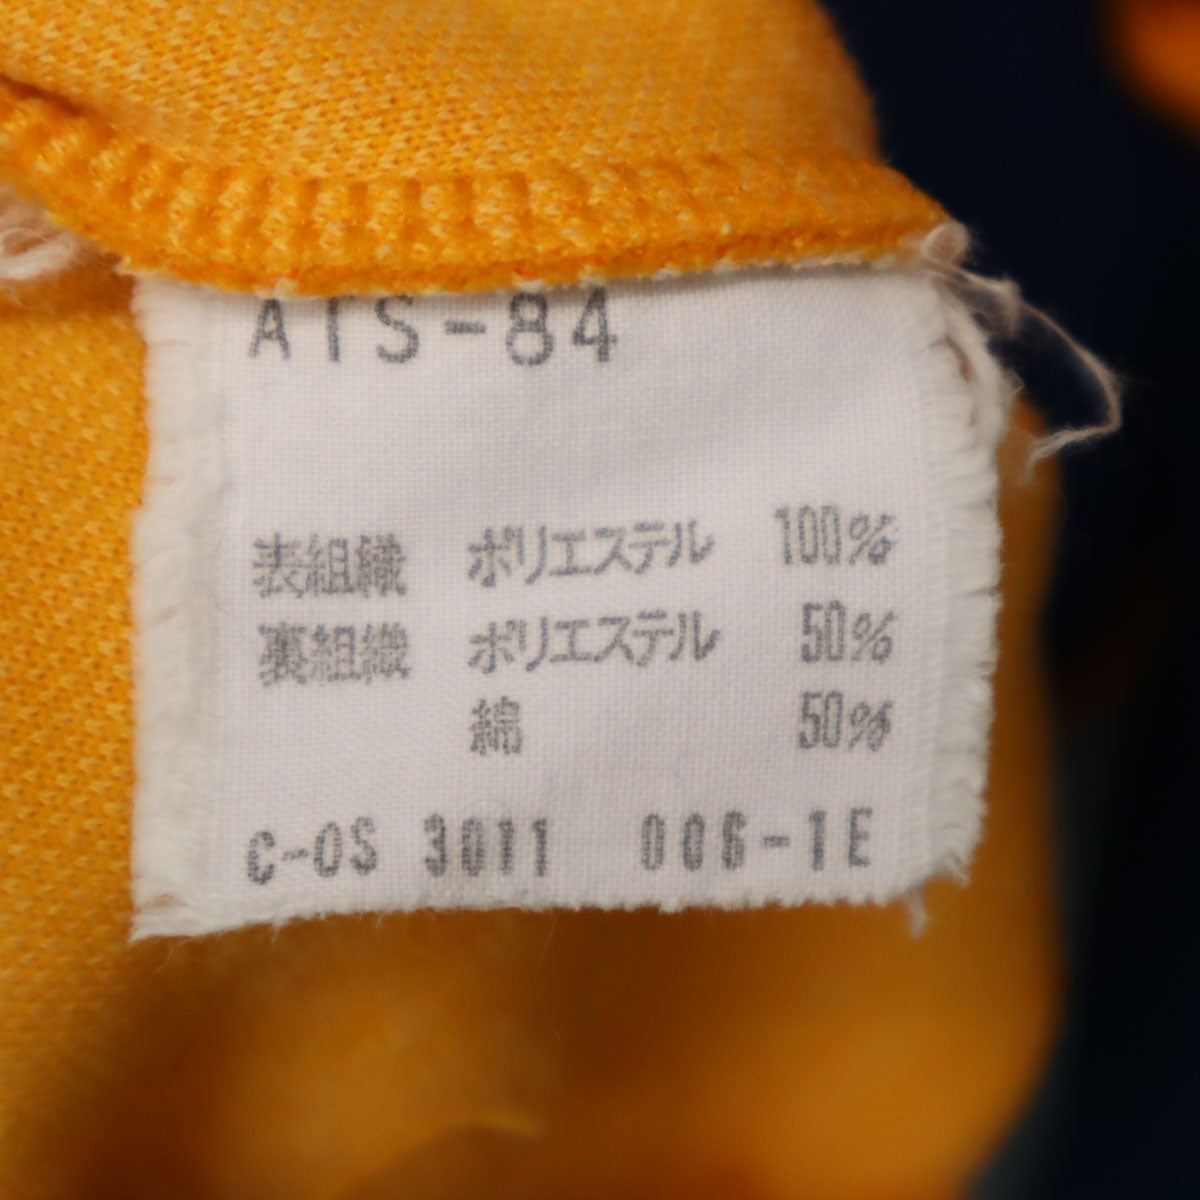 ATS-84
表組織 ポリエステル 100%
裏組織 ポリエステル 50%
綿 50%
C-OS 3011 006-1E